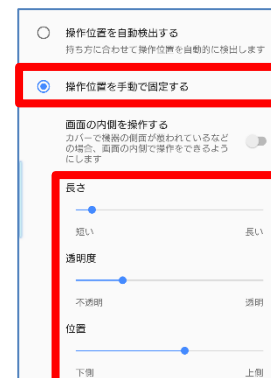 操作位置を自動検出する
持ち方に合わせて操作位置を自動的に検出します
操作位置を手動で固定する
画面の内側を操作する
カバーで機器の側面が覆われているなど
の場合、画面の内側で操作をできるよう
にします
長さ
短い 長い
透明度
不透明 透明
位置
下側 上側